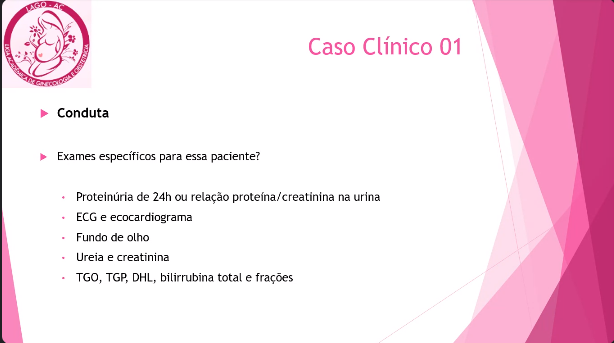 LAGO - AC
LIGA ACADÊMICA DE GINECOLOGIA E OBSTETRÍCIA
Caso Clínico 01
Conduta
Exames específicos para essa paciente?
Proteinúria de 24h ou relação proteína/creatinina na urina
ECG e ecocardiograma
Fundo de olho
Ureia e creatinina
TGO, TGP, DHL, bilirrubina total e frações